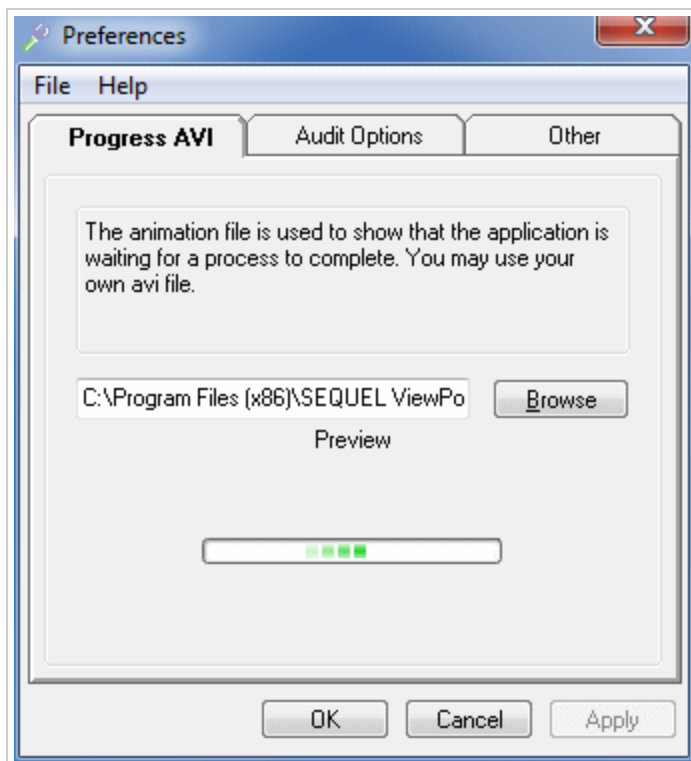 Preferences
File Help
Progress AVI Audit Options Other
The animation file is used to show that the application is
waiting for a process to complete. You may use your
own avi file.
C:\Program Files (x86)\SEQUEL ViewPo Browse
Preview
OK Cancel Apply